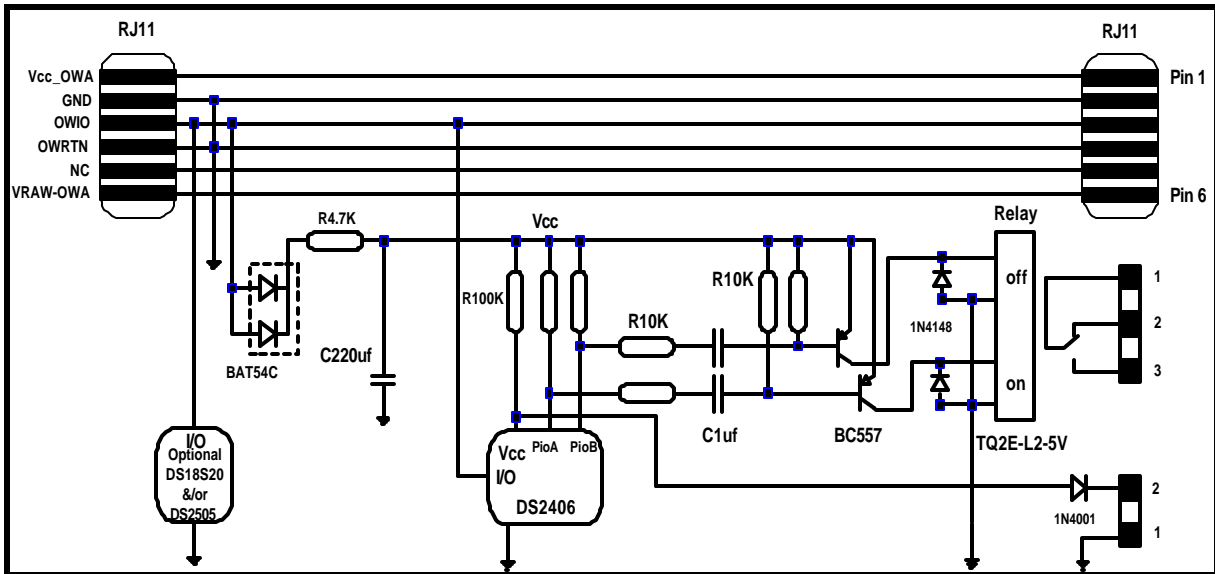 RJ11
RJ11
Vcc_OWA
Pin 1
GND
OWIO
OWRTN
NC
VRAW-OWA
Pin 6
R4.7K
Vcc
Relay
off
R100K
R10K
R10K
1N4148
1
2
3
C220uf
BAT54C
on
C1uf
BC557
TQ2E-L2-5V
I/O
Optional
DS18S20
&/or
DS2505
Vcc
PioA
PioB
I/O
DS2406
1N4001
2
1